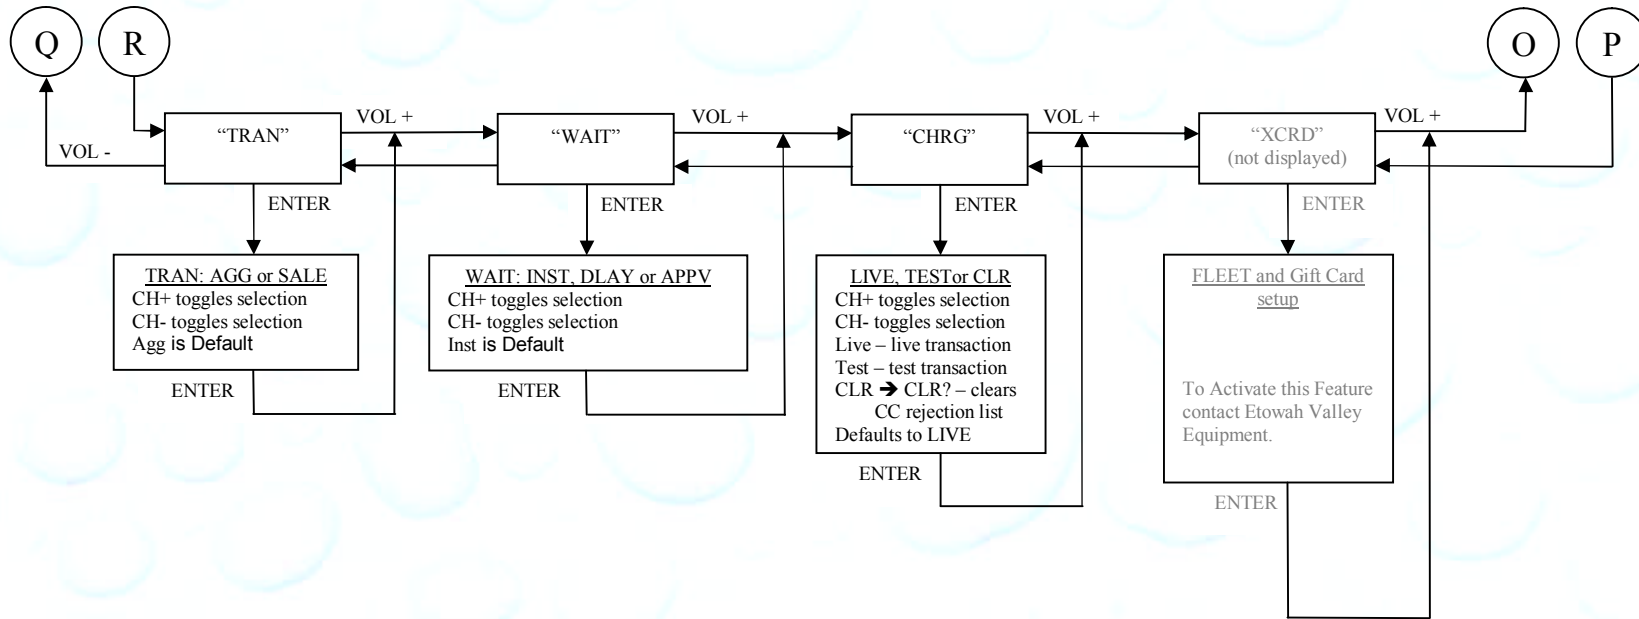 Q
R
O
P
VOL -
"TRAN"
VOL +
"WAIT"
VOL +
"CHRG"
VOL +
"XCRD"
(not displayed)
VOL +
ENTER
ENTER
ENTER
ENTER
TRAN: AGG or SALE
CH+ toggles selection
CH- toggles selection
Agg is Default
ENTER
WAIT: INST, DLAY or APPV
CH+ toggles selection
CH- toggles selection
Inst is Default
ENTER
LIVE, TESTor CLR
CH+ toggles selection
CH- toggles selection
Live – live transaction
Test – test transaction
CLR ➔ CLR? – clears
CC rejection list
Defaults to LIVE
ENTER
FLEET and Gift Card
setup
To Activate this Feature
contact Etowah Valley
Equipment.
ENTER